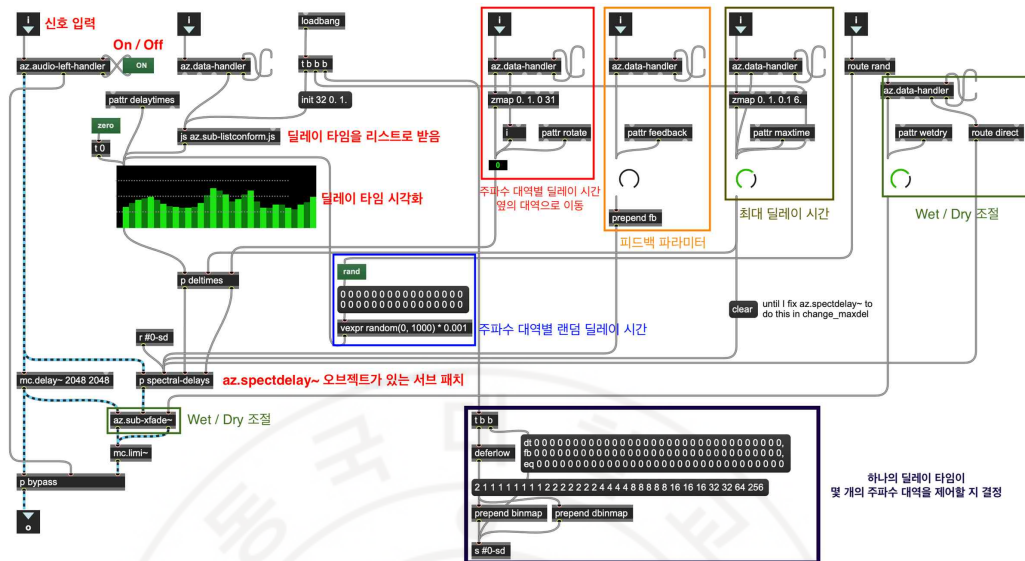 i
신호 입력
i
loadbang
i
i
i
i
On / Off
az.audio-left-handler
ON
az.data-handler
t b b b
az.data-handler
az.data-handler
az.data-handler
route rand
az.data-handler
pattr delaytimes
init 32 0. 1.
zmap 0. 1. 0 31
zmap 0. 1. 0.1 6.
zero
t 0
js az.sub-listconform.js
딜레이 타임을 리스트로 받음
i
pattr rotate
pattr feedback
pattr maxtime
pattr wetdry
route direct
0
딜레이 타임 시각화
주파수 대역별 딜레이 시간
옆의 대역으로 이동
prepend fb
피드백 파라미터
최대 딜레이 시간
Wet / Dry 조절
p deltimes
rand
0 0 0 0 0 0 0 0 0 0 0 0 0 0 0 0
0 0 0 0 0 0 0 0 0 0 0 0 0 0 0 0
vexpr random(0, 1000) * 0.001
주파수 대역별 랜덤 딜레이 시간
clear
until I fix az.spectdelay~ to
do this in change_maxdel
r #0-sd
mc.delay~ 2048 2048
p spectral-delays
az.spectdelay~ 오브젝트가 있는 서브 패치
az.sub-xfade~
Wet / Dry 조절
mc.limi~
p bypass
o
t b b
deferlow
dt 0 0 0 0 0 0 0 0 0 0 0 0 0 0 0 0 0 0 0 0 0 0 0 0 0 0 0 0 0 0 0 0,
fb 0 0 0 0 0 0 0 0 0 0 0 0 0 0 0 0 0 0 0 0 0 0 0 0 0 0 0 0 0 0 0 0,
eq 0 0 0 0 0 0 0 0 0 0 0 0 0 0 0 0 0 0 0 0 0 0 0 0 0 0 0 0 0 0 0 0
2 1 1 1 1 1 1 1 1 2 2 2 2 2 2 2 4 4 4 4 8 8 8 8 8 16 16 16 32 32 64 256
prepend binmap
prepend dbinmap
s #0-sd
하나의 딜레이 타임이
몇 개의 주파수 대역을 제어할 지 결정